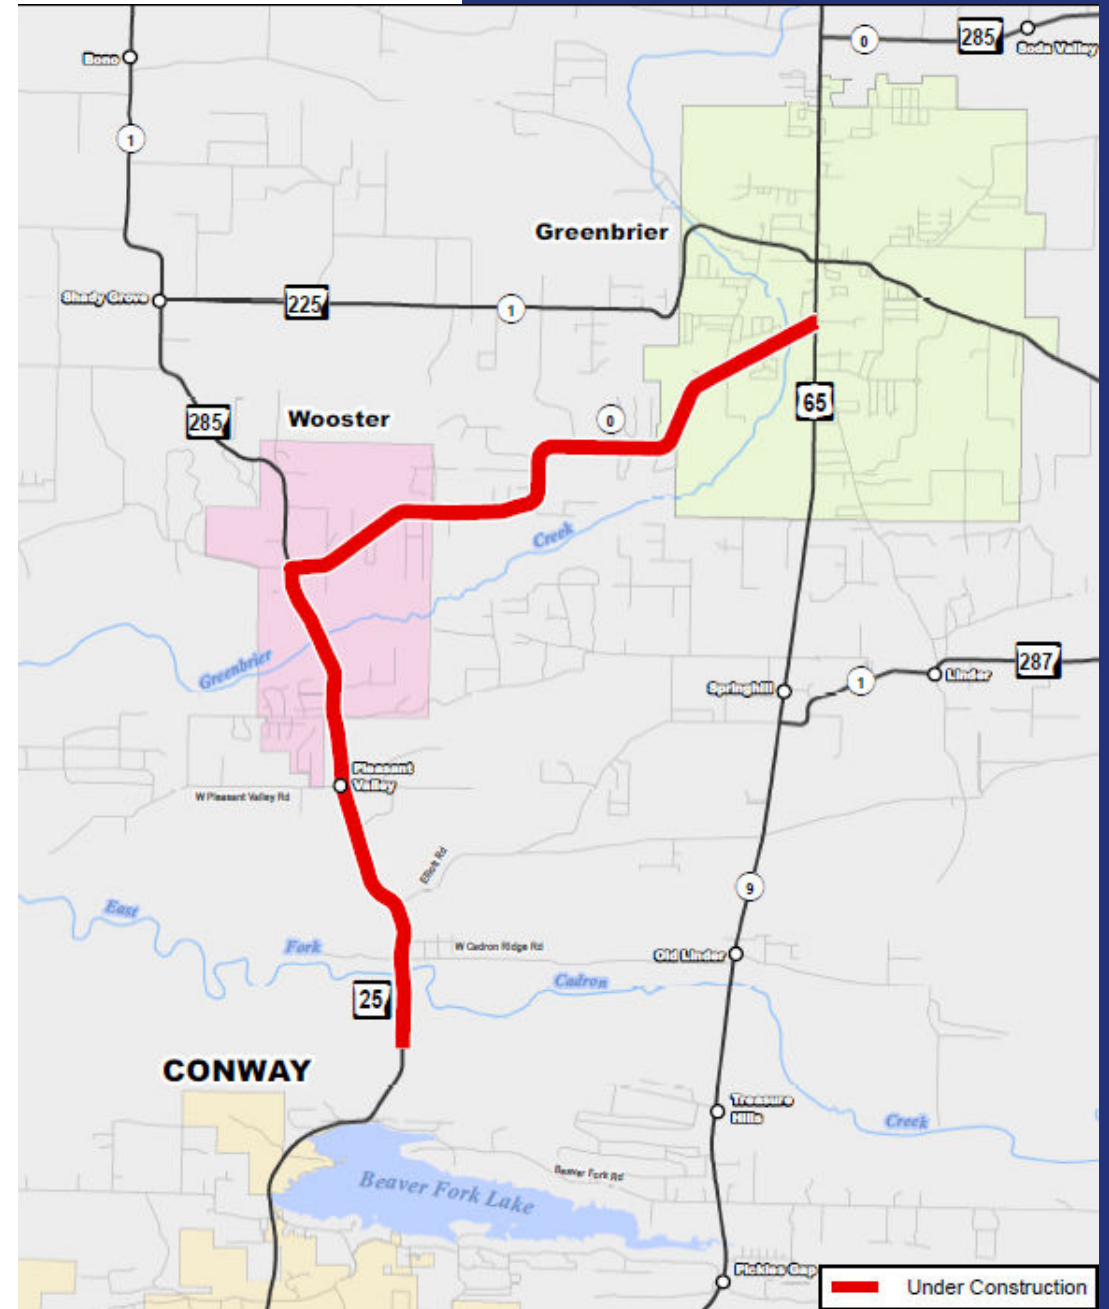 0
285
Soda Valley
Bono
1
Greenbrier
Shady Grove
225
1
65
285
Wooster
0
Creek
Greenbrier
287
Springhill
1
Linder
Pleasant
Valley
W Pleasant Valley Rd
Elliott Rd
9
East
Fork
W Cadron Ridge Rd
Old Linder
Cadron
25
CONWAY
Treasure
Hills
Creek
Beaver Fork Rd
Beaver Fork Lake
Pickles Gap
Under Construction